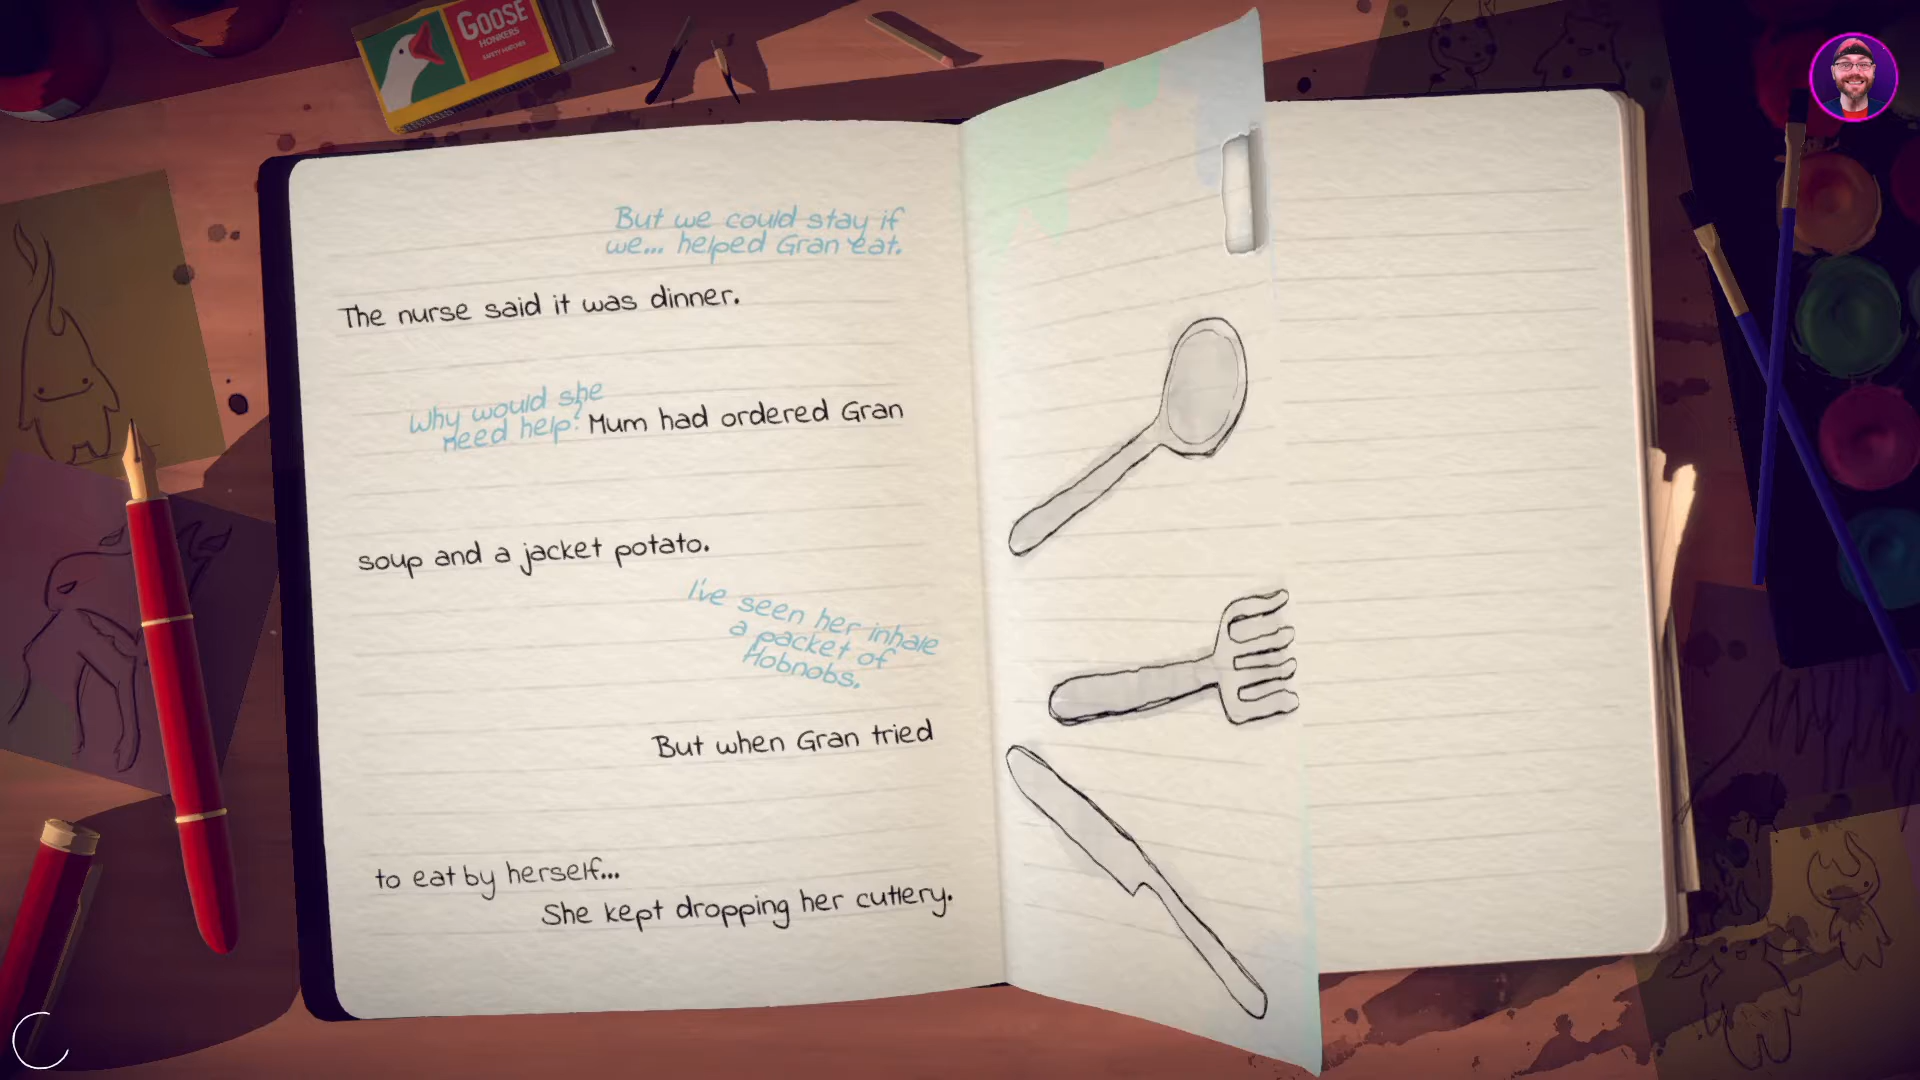 GOOSE
HONKERS
SAFETY MATCHES
But we could stay if
we... helped Gran eat.
The nurse said it was dinner.
Why would she
need help?
Mum had ordered Gran
soup and a jacket potato.
I've seen her inhale
a packet of
Hobnobs.
But when Gran tried
to eat by herself...
She kept dropping her cutlery.